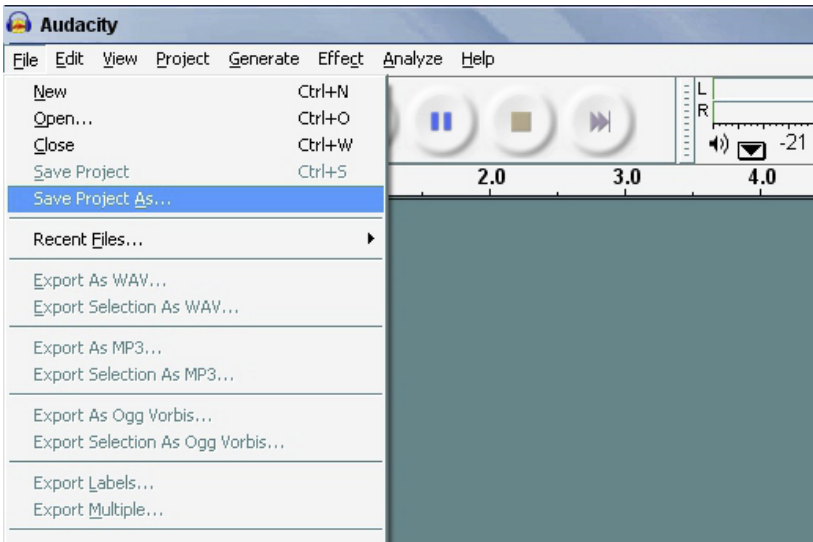 Audacity
File Edit View Project Generate Effect Analyze Help
New Ctrl+N
Open... Ctrl+O
Close Ctrl+W
Save Project Ctrl+S
Save Project As...
Recent Files...
Export As WAV...
Export Selection As WAV...
Export As MP3...
Export Selection As MP3...
Export As Ogg Vorbis...
Export Selection As Ogg Vorbis...
Export Labels...
Export Multiple...
L
R
-21
2.0 3.0 4.0